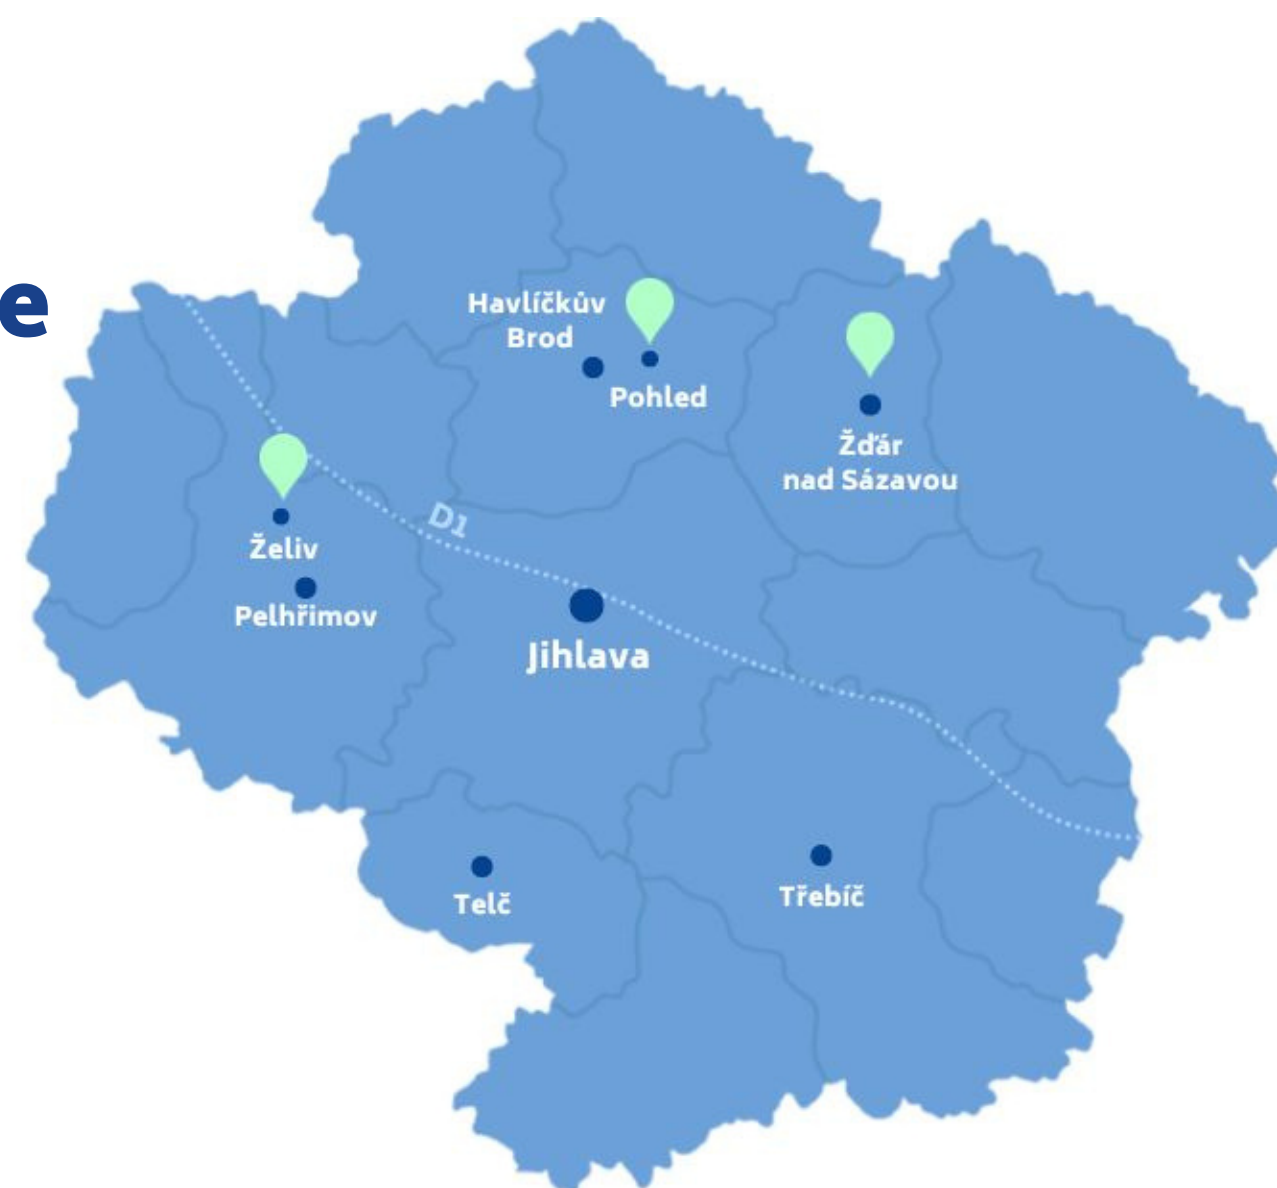 e
Havlíčkův
Brod
Pohled
Žďár
nad Sázavou
D1
Želiv
Pelhřimov
Jihlava
Telč
Třebíč